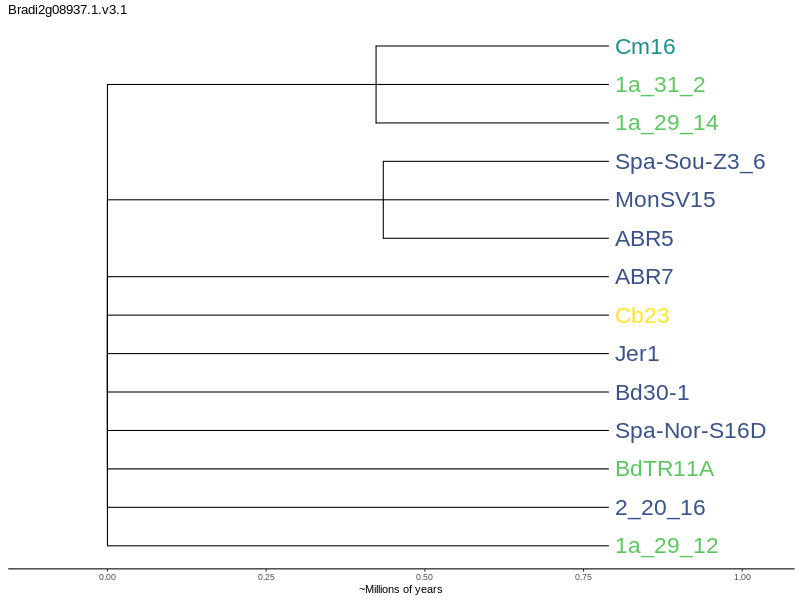 Bradi2g08937.1.v3.1
Cm16
1a_31_2
1a_29_14
Spa-Sou-Z3_6
MonSV15
ABR5
ABR7
Cb23
Jer1
Bd30-1
Spa-Nor-S16D
BdTR11A
2_20_16
1a_29_12
0.00 0.25 0.50 0.75 1.00
~Millions of years